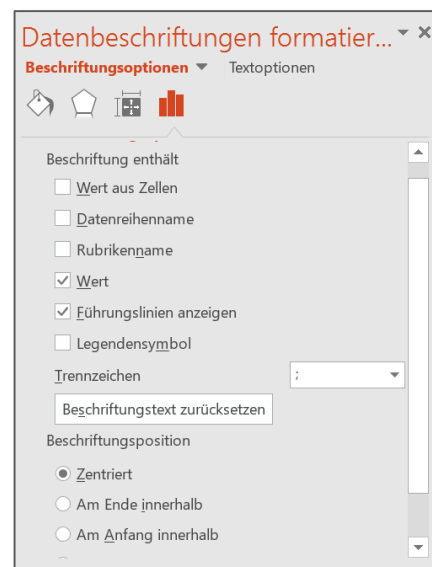 Datenbeschriftungen formatier...
Beschriftungsoptionen Textoptionen
Beschriftung enthält
Wert aus Zellen
Datenreihenname
Rubrikenname
Wert
Führungslinien anzeigen
Legendensymbol
Trennzeichen ;
Beschriftungstext zurücksetzen
Beschriftungsposition
Zentriert
Am Ende innerhalb
Am Anfang innerhalb